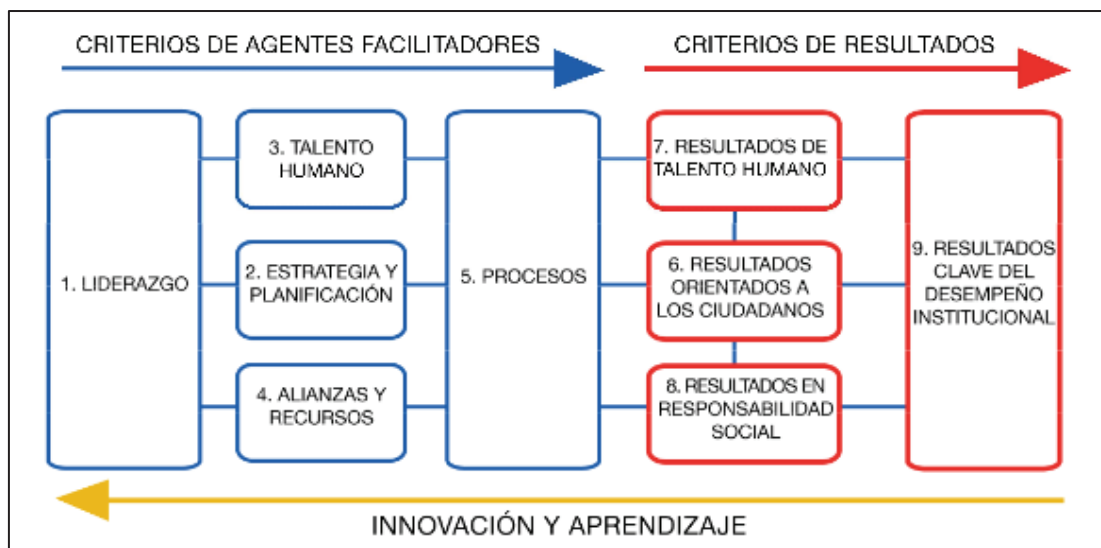 CRITERIOS DE AGENTES FACILITADORES
CRITERIOS DE RESULTADOS
1. LIDERAZGO
3. TALENTO
HUMANO
2. ESTRATEGIA Y
PLANIFICACIÓN
4. ALIANZAS Y
RECURSOS
5. PROCESOS
7. RESULTADOS DE
TALENTO HUMANO
6. RESULTADOS
ORIENTADOS A
LOS CIUDADANOS
8. RESULTADOS EN
RESPONSABILIDAD
SOCIAL
9. RESULTADOS
CLAVE DEL
DESEMPEÑO
INSTITUCIONAL
INNOVACIÓN Y APRENDIZAJE